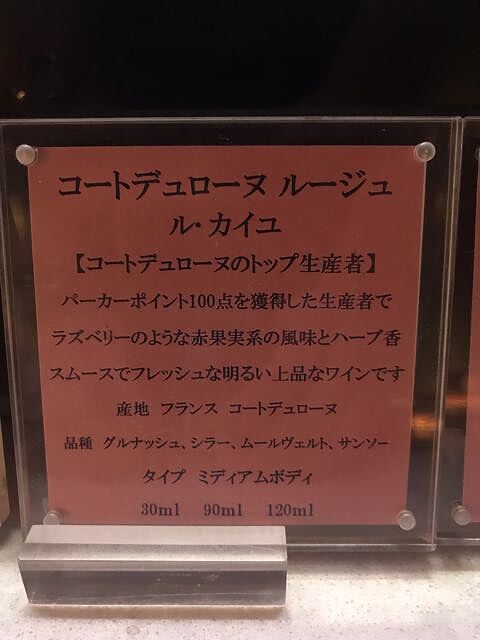 コートデュローヌ ルージュ
ル・カイユ
【コートデュローヌのトップ生産者】
パーカーポイント100点を獲得した生産者で
ラズベリーのような赤果実系の風味とハーブ香
スムースでフレッシュな明るい上品なワインです
産地 フランス コートデュローヌ
品種 グルナッシュ、シラー、ムールヴェルト、サンソー
タイプ ミディアムボディ
30ml 90ml 120ml